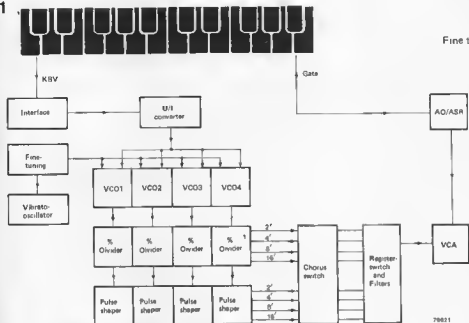 1
Fine t
KBV
Gate
Interface
U/I
converter
AD/ASR
Fine-
tuning
VCO1
VCO2
VCO3
VCO4
Vibrato-
oscillator
%
Divider
%
Divider
%
Divider
%
Divider
2'
4'
8'
16'
Chorus
switch
Register-
switch
and
Filters
VCA
Pulse
shaper
Pulse
shaper
Pulse
shaper
Pulse
shaper
2'
4'
8'
16'
79021